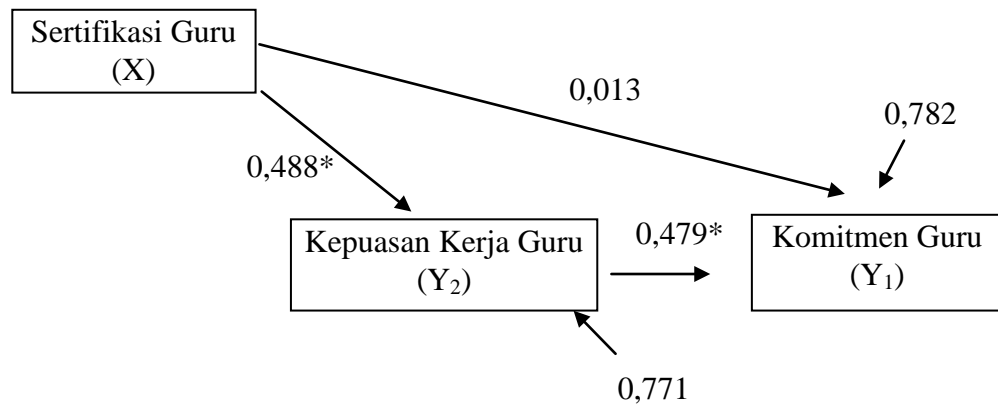 Sertifikasi Guru
(X)
0,013
0,782
0,488*
Kepuasan Kerja Guru
(Y₂)
0,479*
Komitmen Guru
(Y₁)
0,771